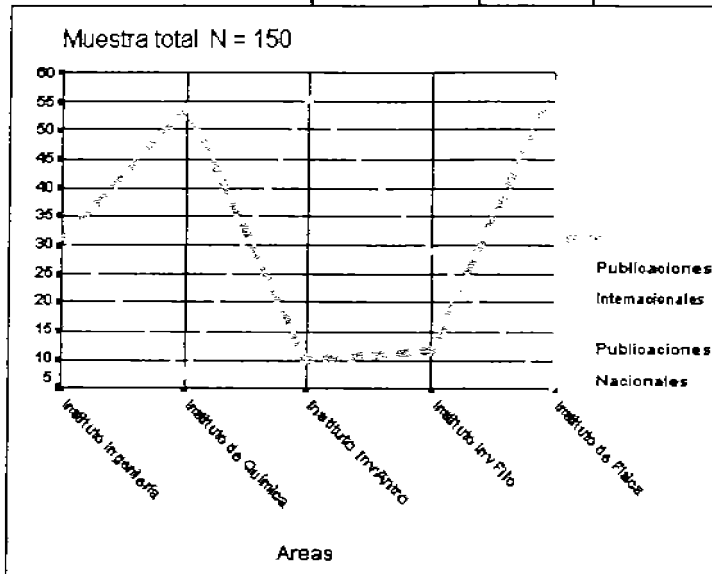 Muestra total N = 150
60
55
50
45
40
35
30
25
20
15
10
5
Publicaciones
Internacionales
Publicaciones
Nacionales
Instituto Ingeniería
Instituto de Química
Instituto Inv Antro
Instituto Inv Filo
Instituto de Física
Areas